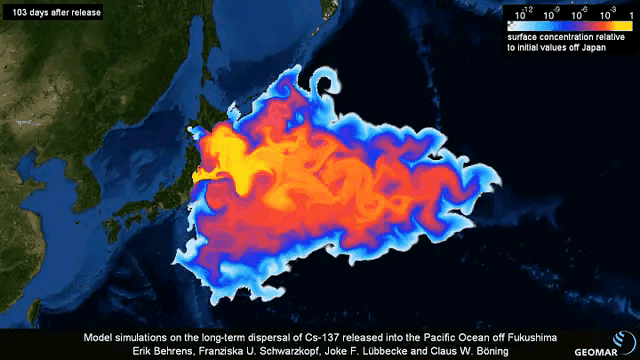 103 days after release
10^-12 10^-9 10^-6 10^-3 1
surface concentration relative
to initial values off Japan
Model simulations on the long-term dispersal of Cs-137 released into the Pacific Ocean off Fukushima
Erik Behrens, Franziska U. Schwarzkopf, Joke F. Lübbecke and Claus W. Böning
GEOMAR